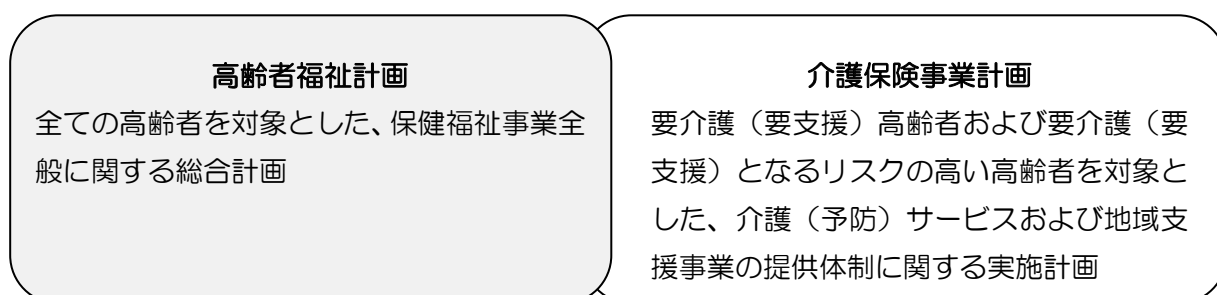 高齢者福祉計画
全ての高齢者を対象とした、保健福祉事業全
般に関する総合計画
介護保険事業計画
要介護（要支援）高齢者および要介護（要
支援）となるリスクの高い高齢者を対象と
した、介護（予防）サービスおよび地域支
援事業の提供体制に関する実施計画